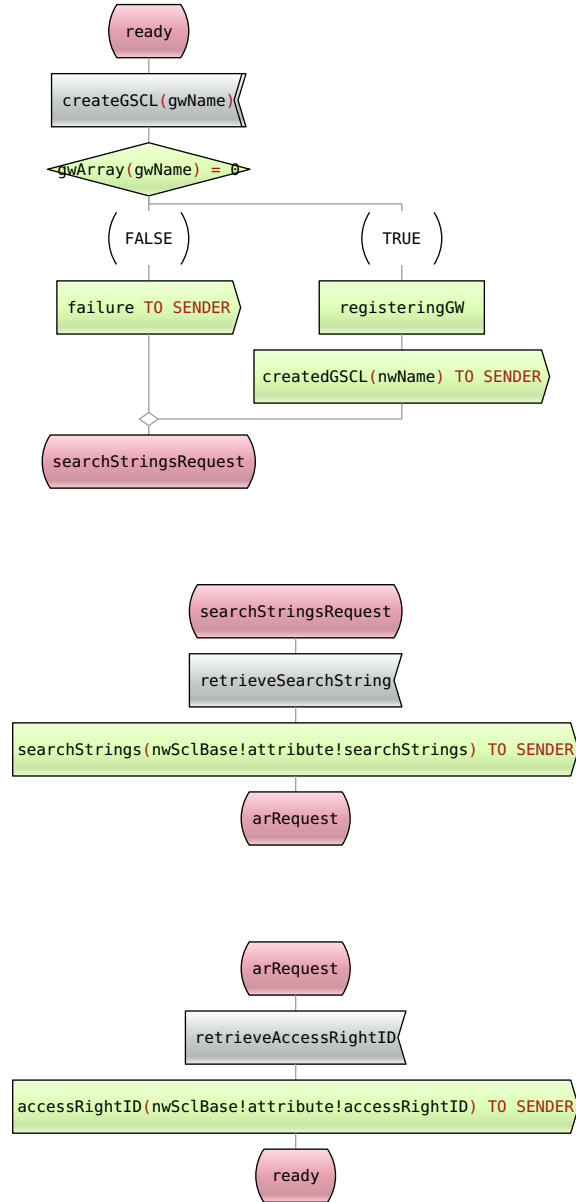 ready
createGSCL(gwName)
gwArray(gwName) = 0
FALSE
TRUE
failure TO SENDER
registeringGW
createdGSCL(nwName) TO SENDER
searchStringsRequest
searchStringsRequest
retrieveSearchString
searchStrings(nwSclBase!attribute!searchStrings) TO SENDER
arRequest
arRequest
retrieveAccessRightID
accessRightID(nwSclBase!attribute!accessRightID) TO SENDER
ready